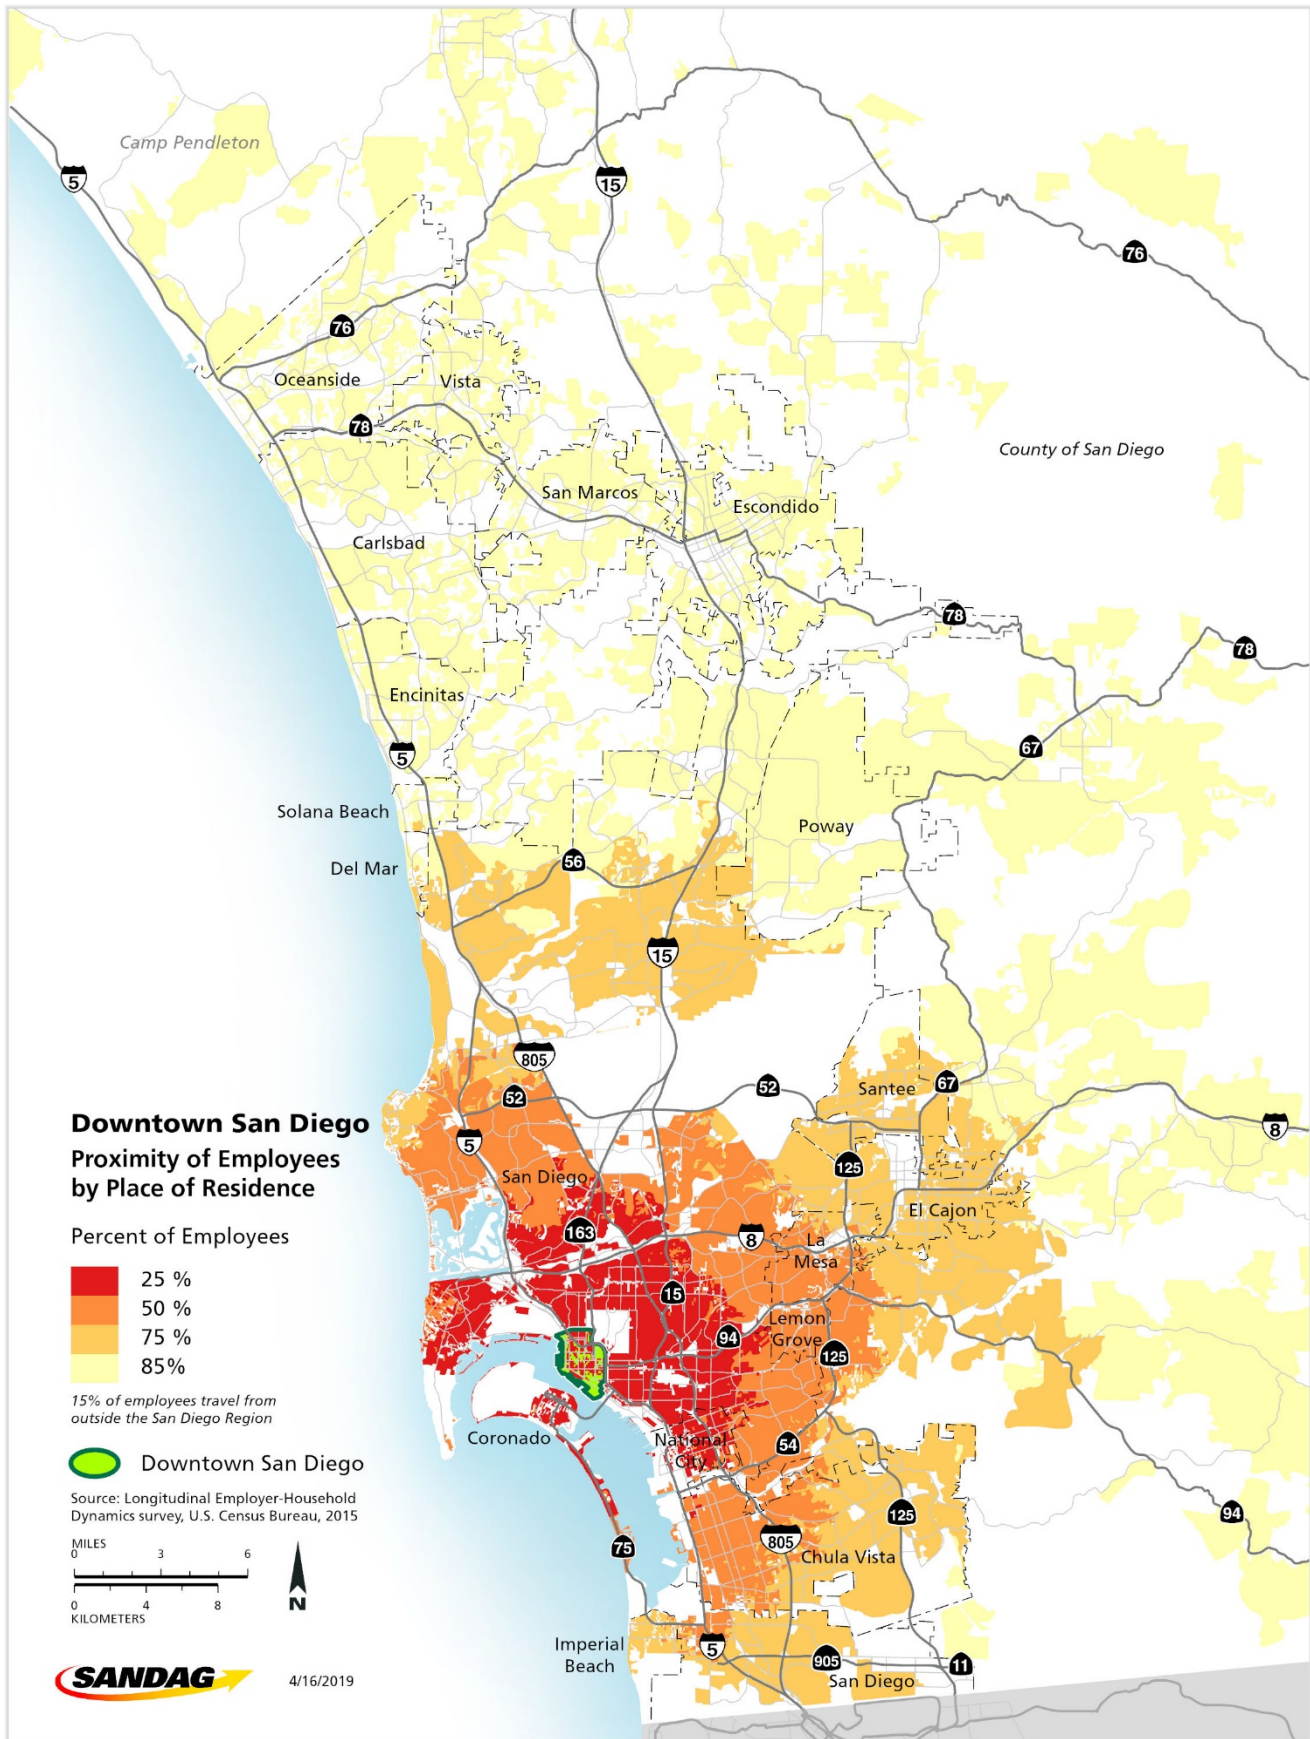 Camp Pendleton
5
15
76
76
Oceanside
Vista
78
County of San Diego
San Marcos
Escondido
Carlsbad
78
78
Encinitas
67
5
Solana Beach
Poway
56
Del Mar
15
805
52
67
Santee
52
8
5
125
San Diego
El Cajon
163
8
La
Mesa
15
Lemon
Grove
94
125
Coronado
National
City
54
125
94
75
805
Chula Vista
Imperial
Beach
5
905
11
San Diego
Downtown San Diego
Proximity of Employees
by Place of Residence
Percent of Employees
25 %
50 %
75 %
85%
15% of employees travel from
outside the San Diego Region
Downtown San Diego
Source: Longitudinal Employer-Household
Dynamics survey, U.S. Census Bureau, 2015
MILES
0 3 6
0 4 8
KILOMETERS
N
SANDAG
4/16/2019